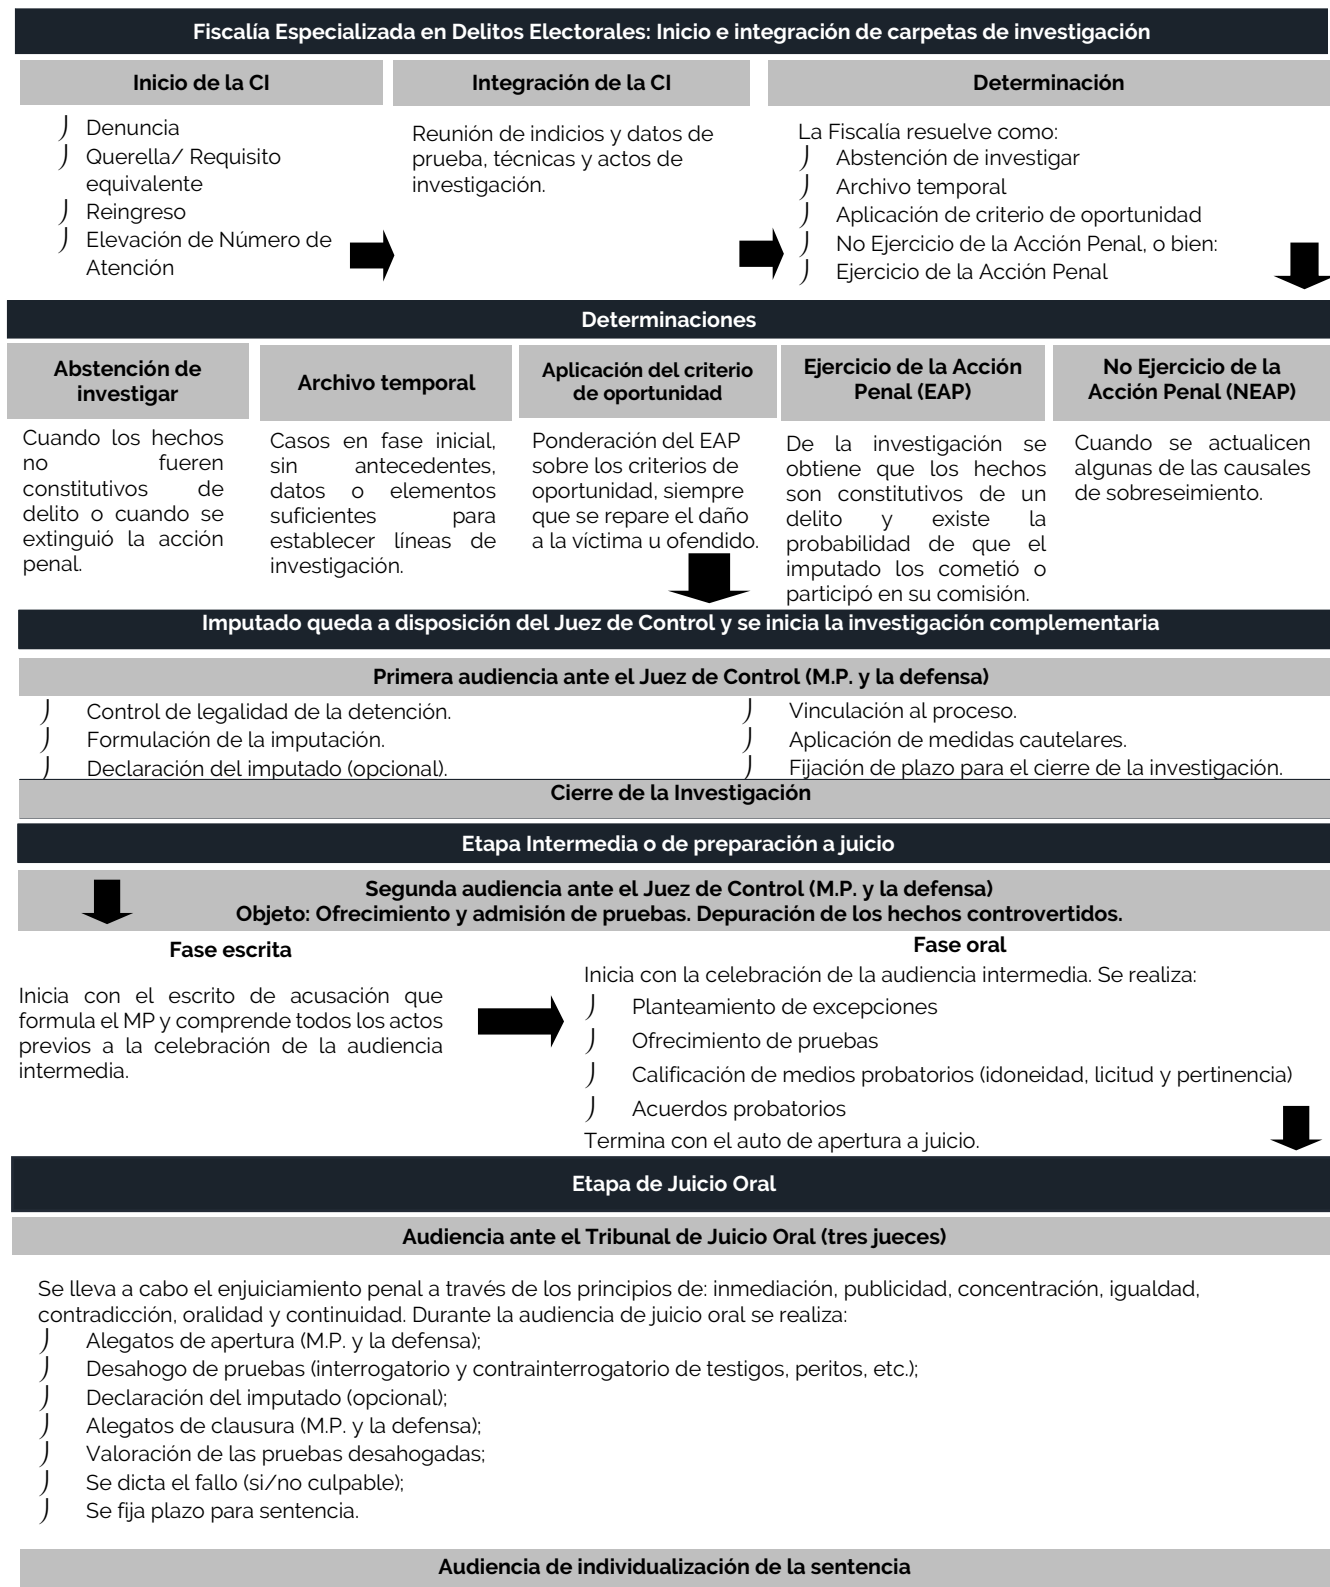 Fiscalía Especializada en Delitos Electorales: Inicio e integración de carpetas de investigación
Inicio de la CI
Denuncia
Querella/ Requisito
equivalente
Reingreso
Elevación de Número de
Atención
Integración de la CI
Reunión de indicios y datos de
prueba, técnicas y actos de
investigación.
Determinación
La Fiscalía resuelve como:
Abstención de investigar
Archivo temporal
Aplicación de criterio de oportunidad
No Ejercicio de la Acción Penal, o bien:
Ejercicio de la Acción Penal
Determinaciones
Abstención de
investigar
Cuando los hechos
no fueren
constitutivos de
delito o cuando se
extinguió la acción
penal.
Archivo temporal
Casos en fase inicial,
sin antecedentes,
datos o elementos
suficientes para
establecer líneas de
investigación.
Aplicación del criterio
de oportunidad
Ponderación del EAP
sobre los criterios de
oportunidad, siempre
que se repare el daño
a la víctima u ofendido.
Ejercicio de la Acción
Penal (EAP)
De la investigación se
obtiene que los hechos
son constitutivos de un
delito y existe la
probabilidad de que el
imputado los cometió o
participó en su comisión.
No Ejercicio de la
Acción Penal (NEAP)
Cuando se actualicen
algunas de las causales
de sobreseimiento.
Imputado queda a disposición del Juez de Control y se inicia la investigación complementaria
Primera audiencia ante el Juez de Control (M.P. y la defensa)
Control de legalidad de la detención.
Formulación de la imputación.
Declaración del imputado (opcional).
Vinculación al proceso.
Aplicación de medidas cautelares.
Fijación de plazo para el cierre de la investigación.
Cierre de la Investigación
Etapa Intermedia o de preparación a juicio
Segunda audiencia ante el Juez de Control (M.P. y la defensa)
Objeto: Ofrecimiento y admisión de pruebas. Depuración de los hechos controvertidos.
Fase escrita
Inicia con el escrito de acusación que
formula el MP y comprende todos los actos
previos a la celebración de la audiencia
intermedia.
Fase oral
Inicia con la celebración de la audiencia intermedia. Se realiza:
Planteamiento de excepciones
Ofrecimiento de pruebas
Calificación de medios probatorios (idoneidad, licitud y pertinencia)
Acuerdos probatorios
Termina con el auto de apertura a juicio.
Etapa de Juicio Oral
Audiencia ante el Tribunal de Juicio Oral (tres jueces)
Se lleva a cabo el enjuiciamiento penal a través de los principios de: inmediación, publicidad, concentración, igualdad,
contradicción, oralidad y continuidad. Durante la audiencia de juicio oral se realiza:
Alegatos de apertura (M.P. y la defensa);
Desahogo de pruebas (interrogatorio y contrainterrogatorio de testigos, peritos, etc.);
Declaración del imputado (opcional);
Alegatos de clausura (M.P. y la defensa);
Valoración de las pruebas desahogadas;
Se dicta el fallo (si/no culpable);
Se fija plazo para sentencia.
Audiencia de individualización de la sentencia